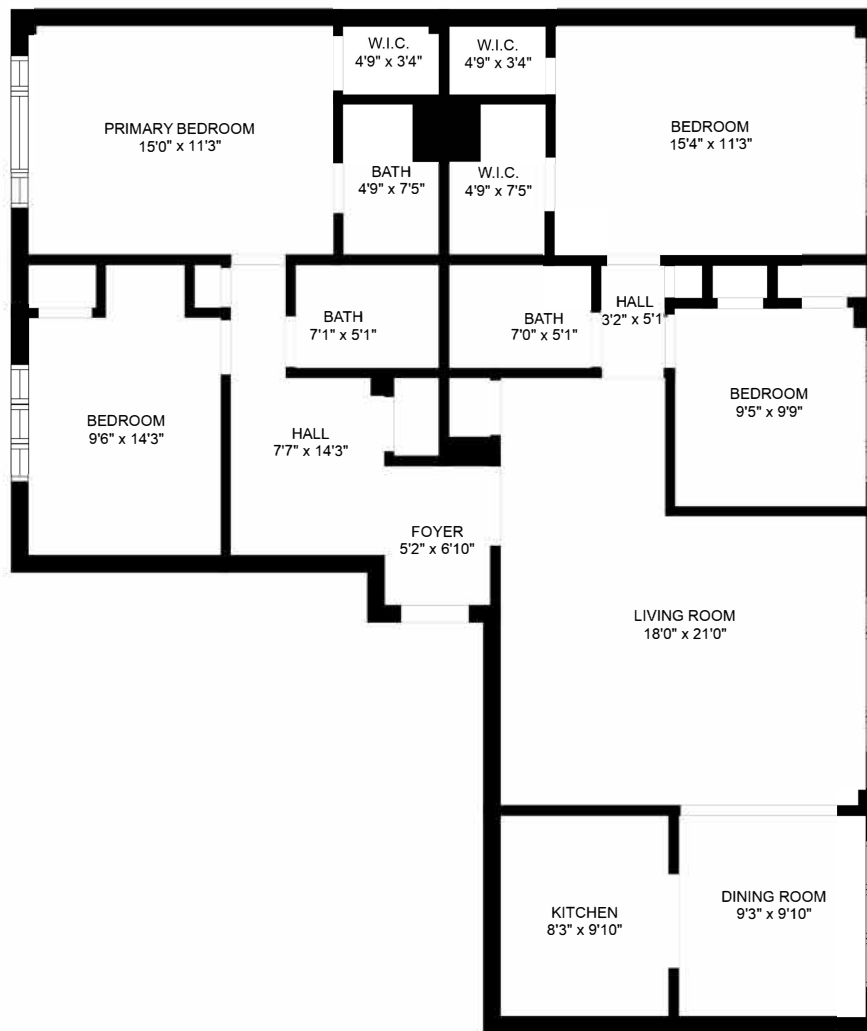 W.I.C.
4'9" x 3'4"
W.I.C.
4'9" x 3'4"
PRIMARY BEDROOM
15'0" x 11'3"
BEDROOM
15'4" x 11'3"
BATH
4'9" x 7'5"
W.I.C.
4'9" x 7'5"
BATH
7'1" x 5'1"
BATH
7'0" x 5'1"
HALL
3'2" x 5'1"
BEDROOM
9'6" x 14'3"
HALL
7'7" x 14'3"
BEDROOM
9'5" x 9'9"
FOYER
5'2" x 6'10"
LIVING ROOM
18'0" x 21'0"
KITCHEN
8'3" x 9'10"
DINING ROOM
9'3" x 9'10"